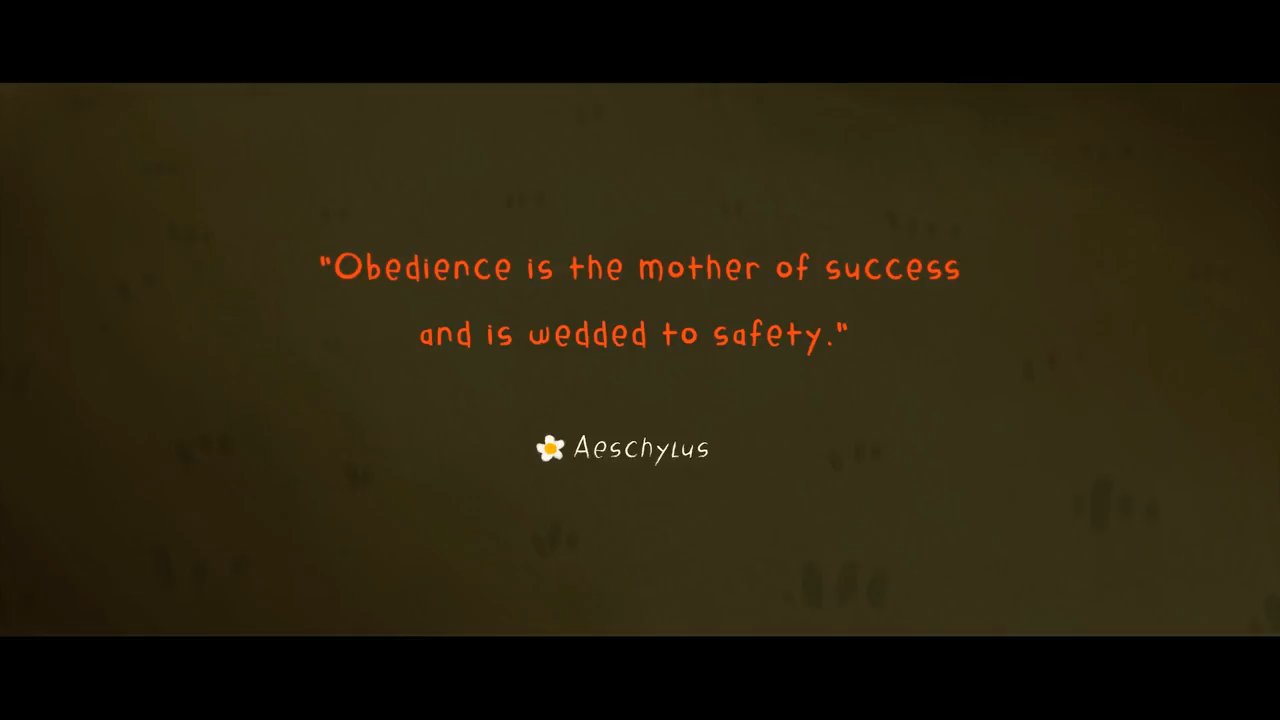 "Obedience is the mother of success
and is wedded to safety."
Aeschylus